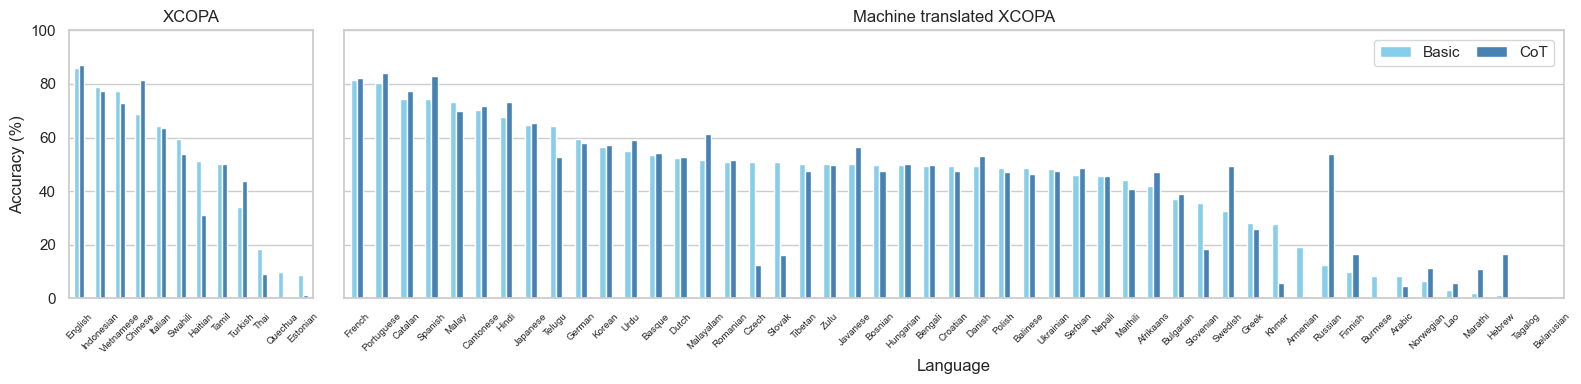 XCOPA
Machine translated XCOPA
Accuracy (%)
100
80
60
40
20
0
Basic
CoT
English
Indonesian
Vietnamese
Chinese
Italian
Swahili
Haitian
Tamil
Turkish
Thai
Quechua
Estonian
French
Portuguese
Catalan
Spanish
Malay
Cantonese
Hindi
Japanese
Telugu
German
Korean
Urdu
Basque
Dutch
Malayalam
Romanian
Czech
Slovak
Tibetan
Zulu
Javanese
Bosnian
Hungarian
Bengali
Croatian
Danish
Polish
Balinese
Ukrainian
Serbian
Nepali
Maithili
Afrikaans
Bulgarian
Slovenian
Swedish
Greek
Khmer
Armenian
Russian
Finnish
Burmese
Arabic
Norwegian
Lao
Marathi
Hebrew
Tagalog
Belarusian
Language